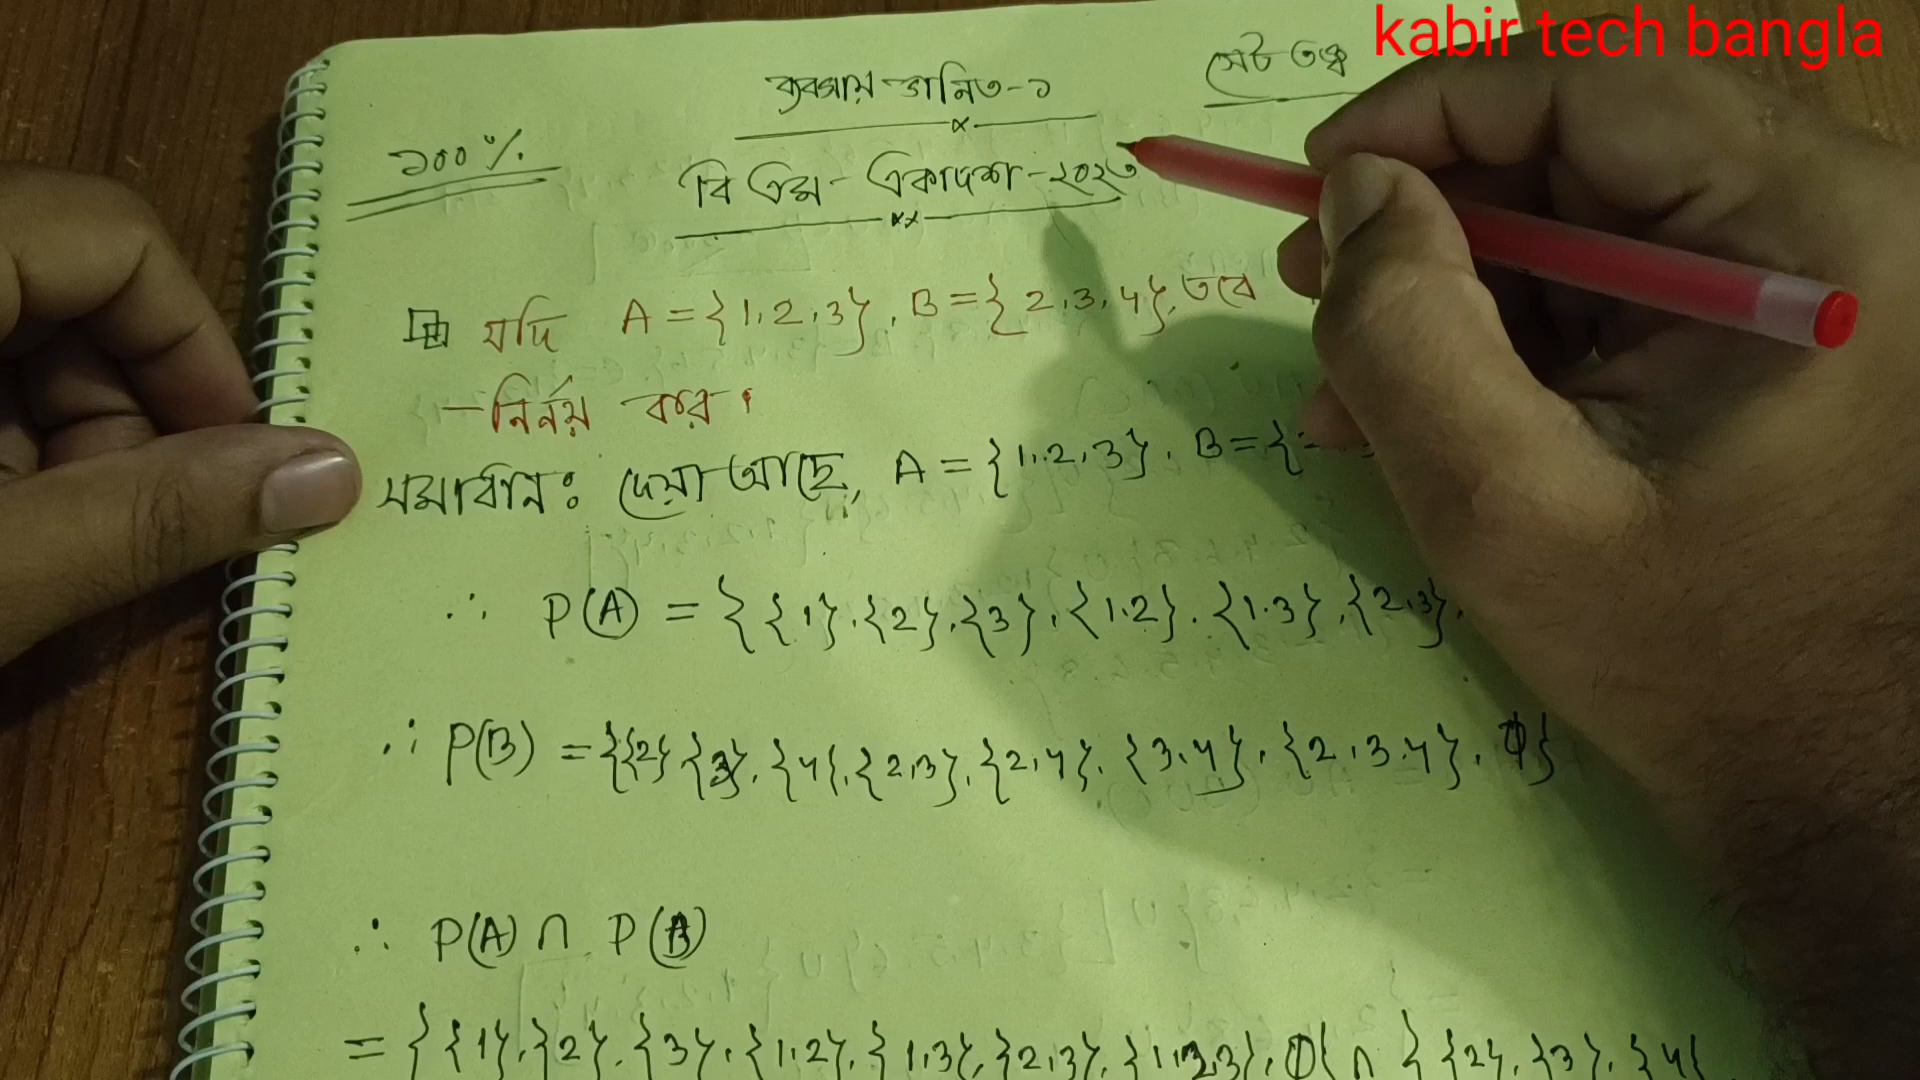 kabir tech bangla
সেট তত্ত্ব
ব্যবসায় গনিত-১
১০০%
বি এম - একাদশ - ২০২৩
যদি A = {1, 2, 3}, B = {2, 3, 4}, তবে
নির্নয় কর।
সমাধান: দেয়া আছে, A = {1, 2, 3}, B = {
∴ P(A) = {{1}, {2}, {3}, {1, 2}, {1, 3}, {2, 3},
∴ P(B) = {{2} {3}, {4}, {2, 3}, {2, 4}, {3, 4}, {2, 3, 4}, Φ}
∴ P(A) ∩ P(B)
= {{1}, {2}, {3}, {1, 2}, {1, 3}, {2, 3}, {1, 2, 3}, Φ} ∩ {{2}, {3}, {4}